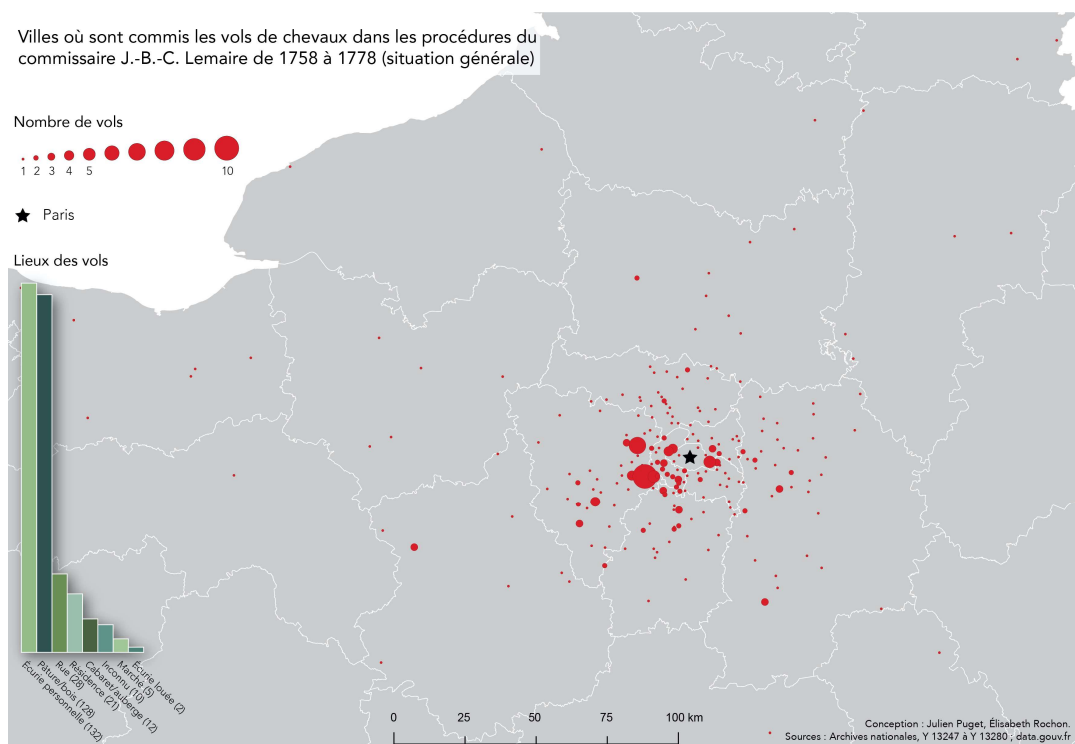 Villes où sont commis les vols de chevaux dans les procédures du
commissaire J.-B.-C. Lemaire de 1758 à 1778 (situation générale)
Nombre de vols
1 2 3 4 5 10
Paris
Lieux des vols
Écurie personnelle (132)
Pâture/bois (128)
Rue (28)
Résidence (21)
Cabaret/auberge (12)
Inconnu (10)
Marché (5)
Écurie louée (2)
0 25 50 75 100 km
Conception : Julien Puget, Élisabeth Rochon.
Sources : Archives nationales, Y 13247 à Y 13280 ; data.gouv.fr